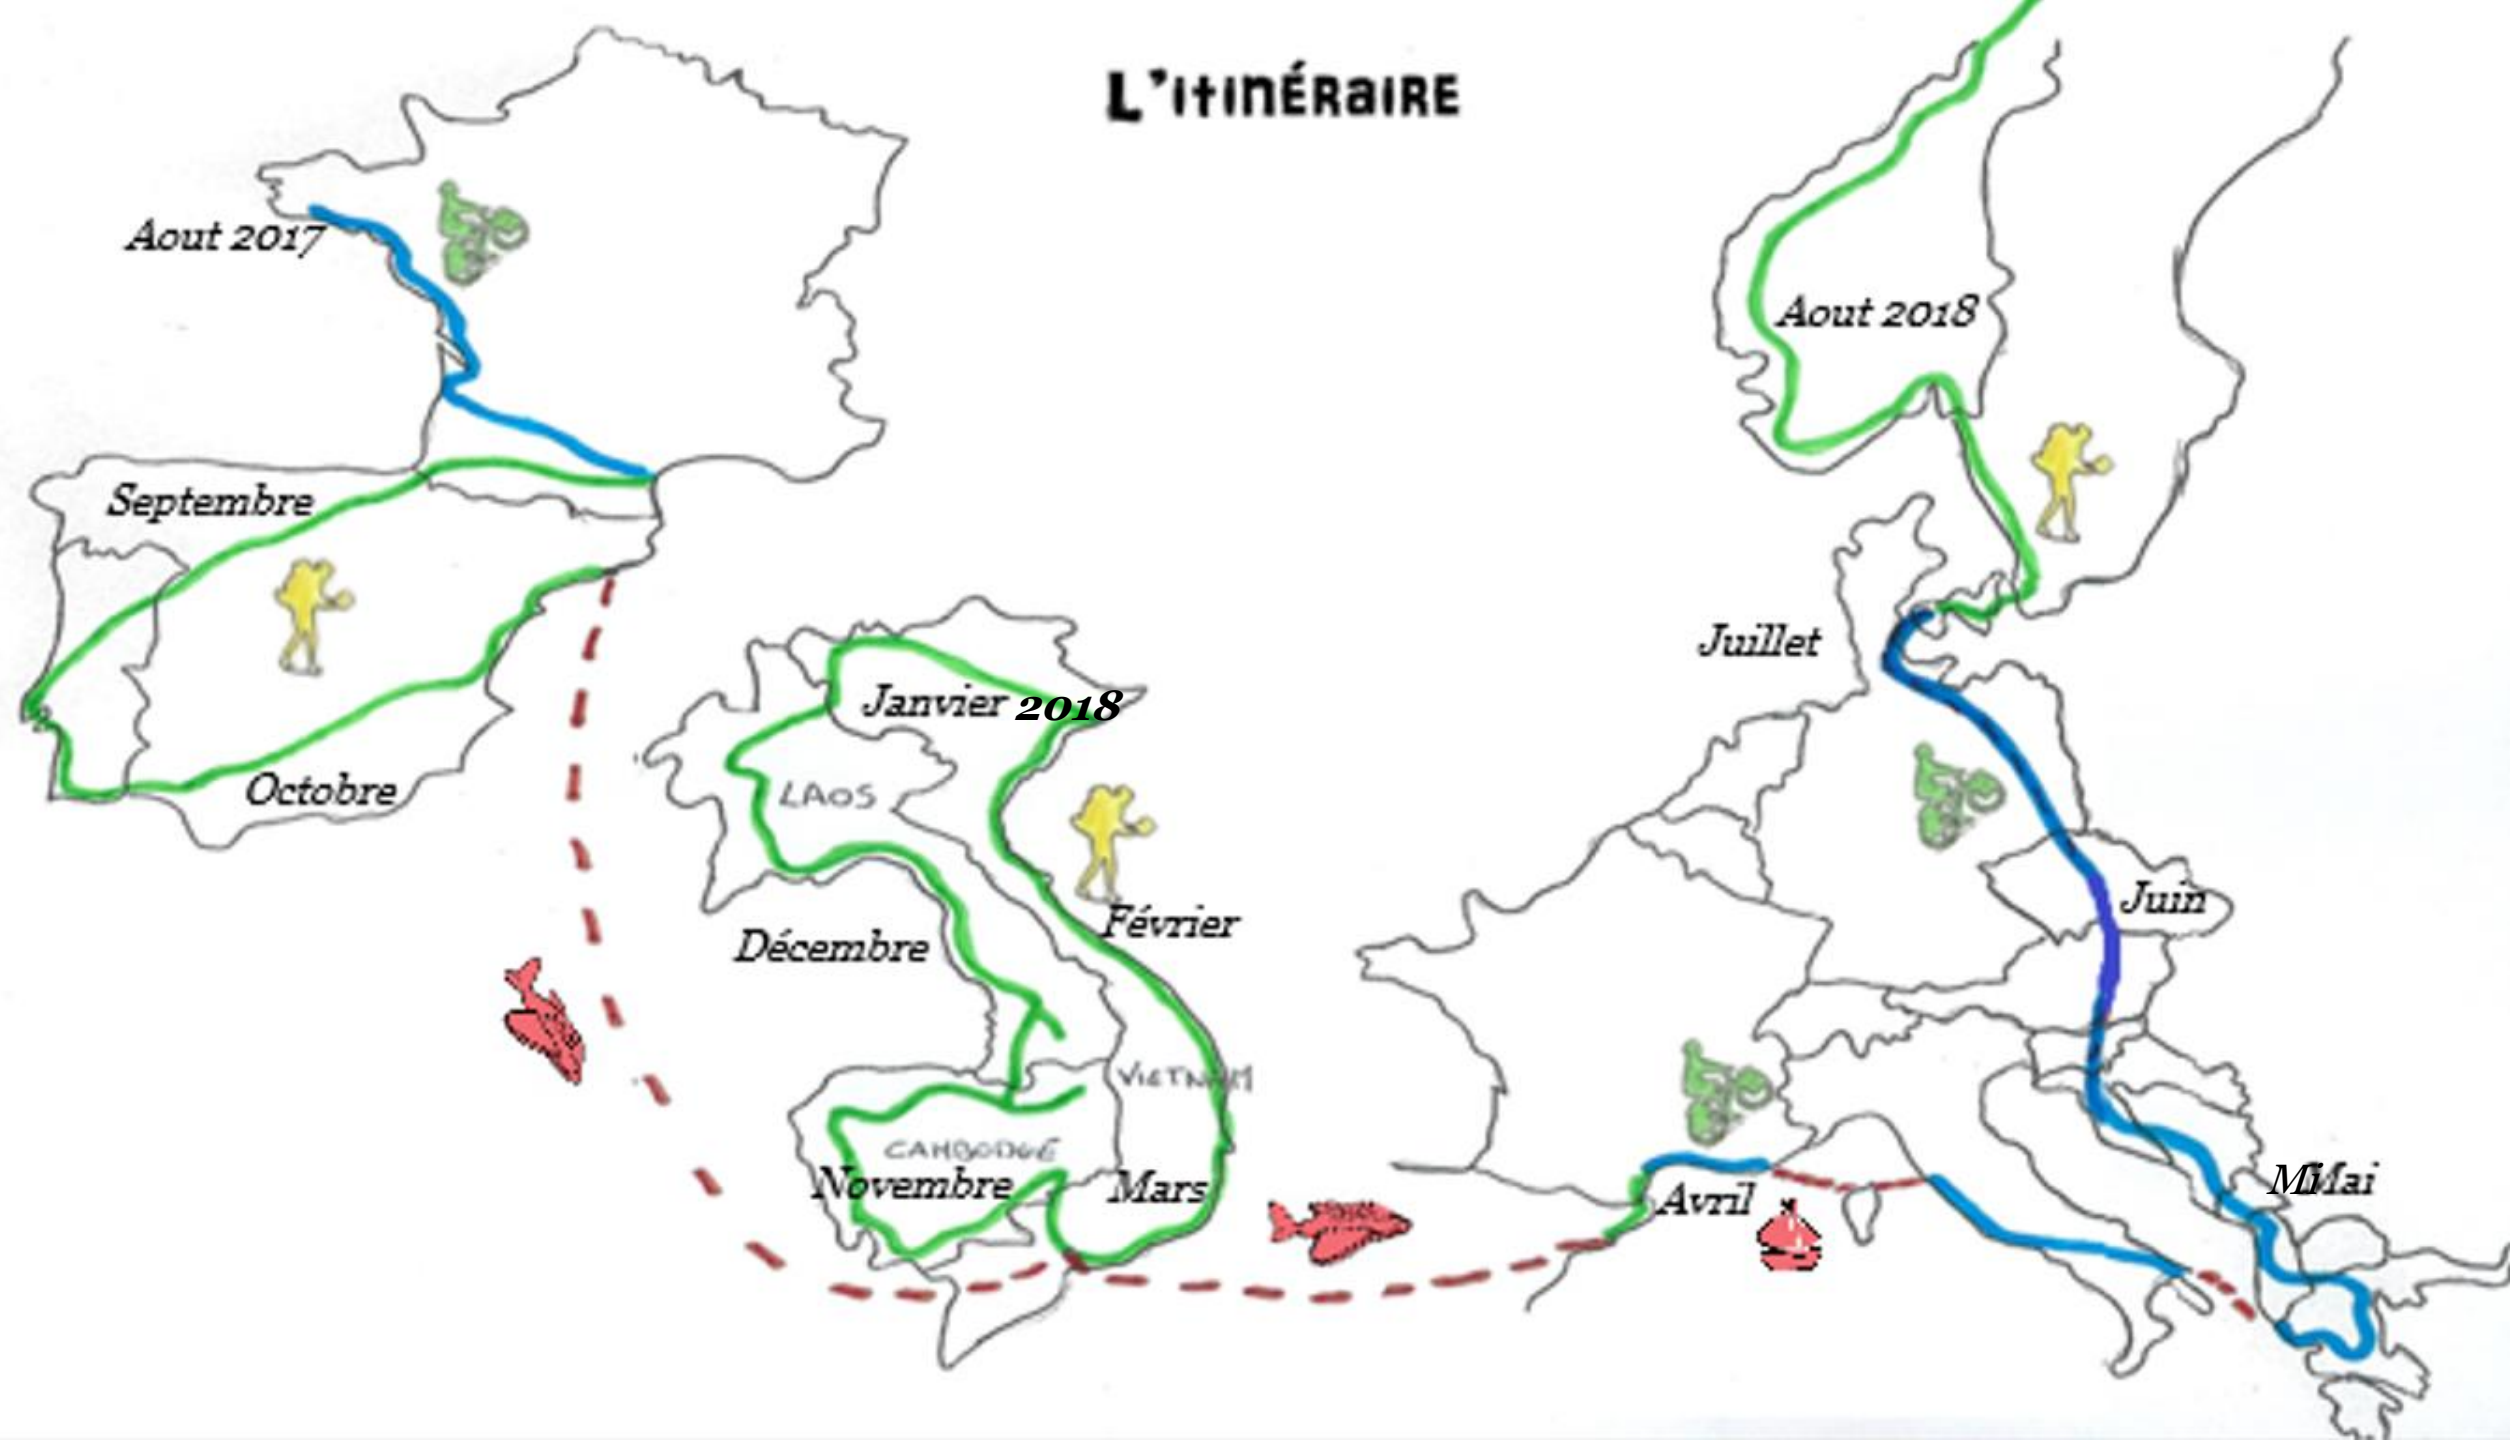 L'ITINÉRAIRE
Aout 2017
Septembre
Octobre
Novembre
CAMBODGE
Décembre
LAOS
Janvier 2018
Février
VIETNAM
Mars
Avril
Mai
Juin
Juillet
Aout 2018